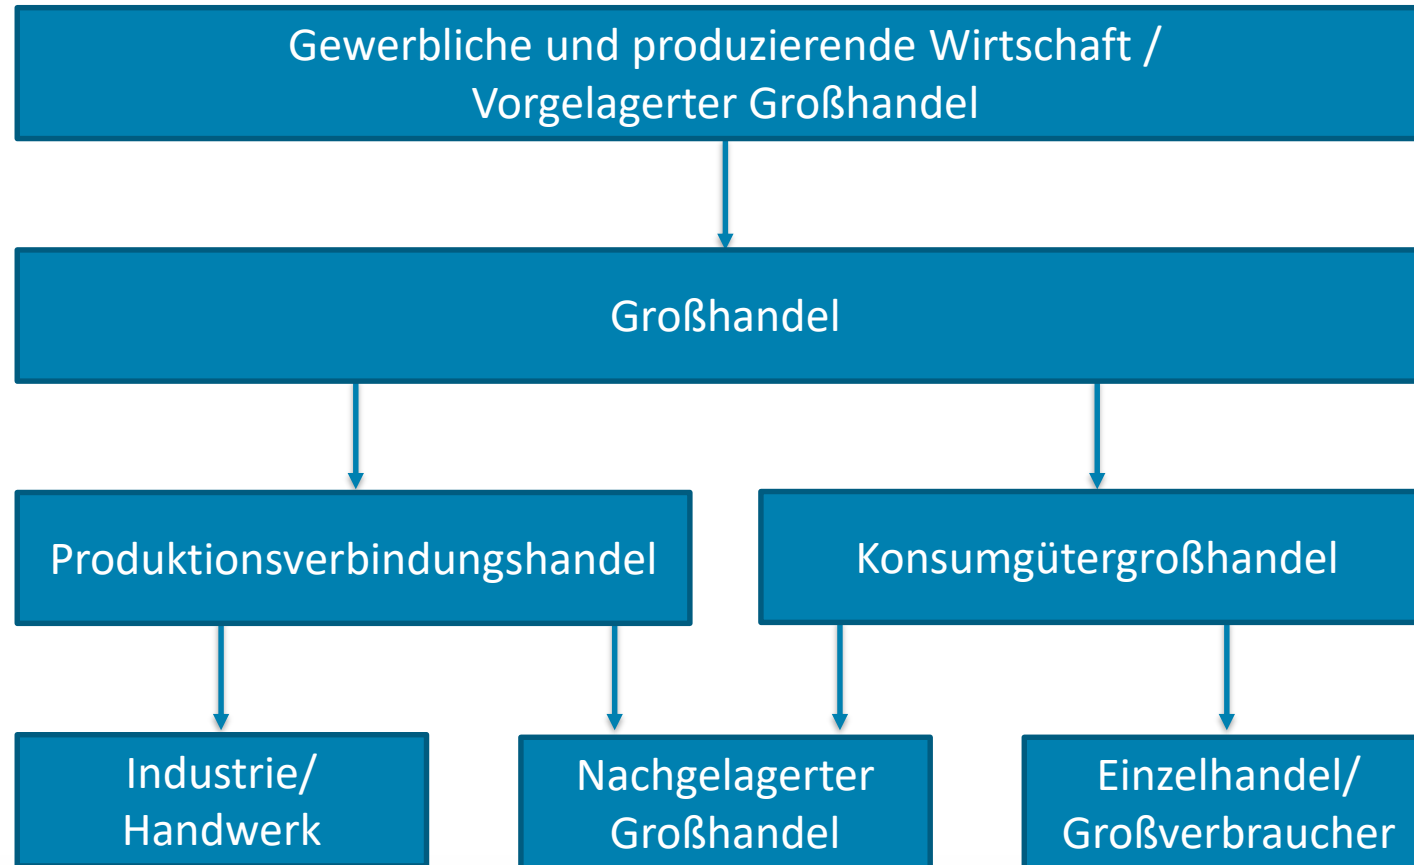 Gewerbliche und produzierende Wirtschaft /
Vorgelagerter Großhandel
Großhandel
Produktionsverbindungshandel
Konsumgütergroßhandel
Industrie/
Handwerk
Nachgelagerter
Großhandel
Einzelhandel/
Großverbraucher